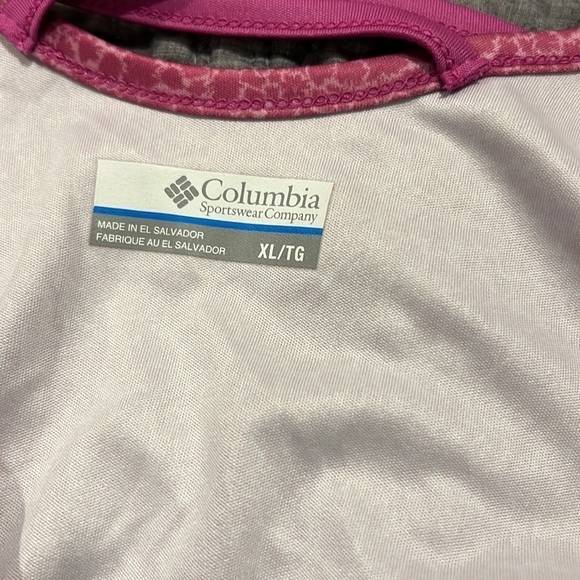 Columbia
Sportswear Company
MADE IN EL SALVADOR
FABRIQUE AU EL SALVADOR
XL/TG